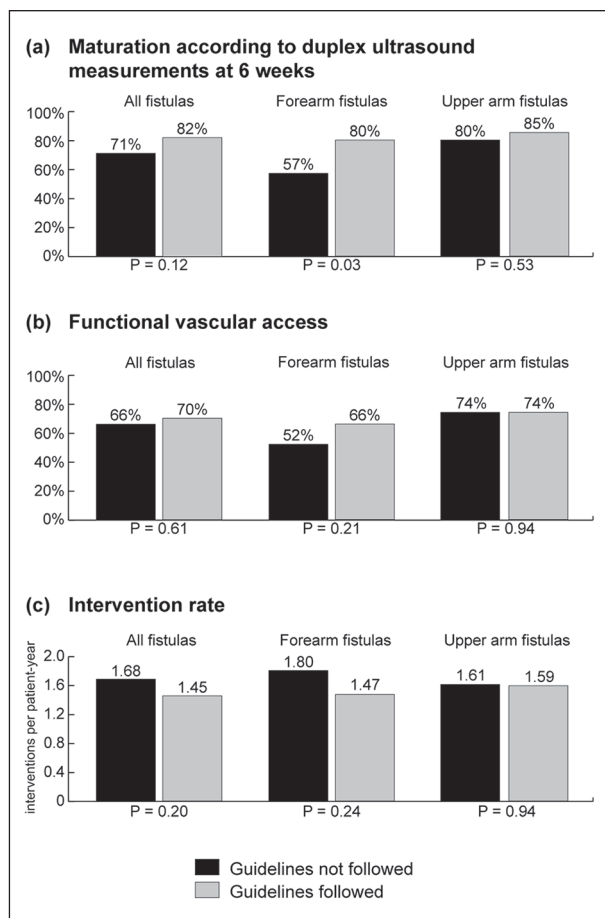 (a) Maturation according to duplex ultrasound
measurements at 6 weeks
All fistulas Forearm fistulas Upper arm fistulas
100%
80%
60%
40%
20%
0%
71% 82% 57% 80% 80% 85%
P = 0.12 P = 0.03 P = 0.53
(b) Functional vascular access
All fistulas Forearm fistulas Upper arm fistulas
100%
80%
60%
40%
20%
0%
66% 70% 52% 66% 74% 74%
P = 0.61 P = 0.21 P = 0.94
(c) Intervention rate
All fistulas Forearm fistulas Upper arm fistulas
interventions per patient-year
2.0
1.6
1.2
0.8
0.4
0
1.68 1.45 1.80 1.47 1.61 1.59
P = 0.20 P = 0.24 P = 0.94
Guidelines not followed
Guidelines followed